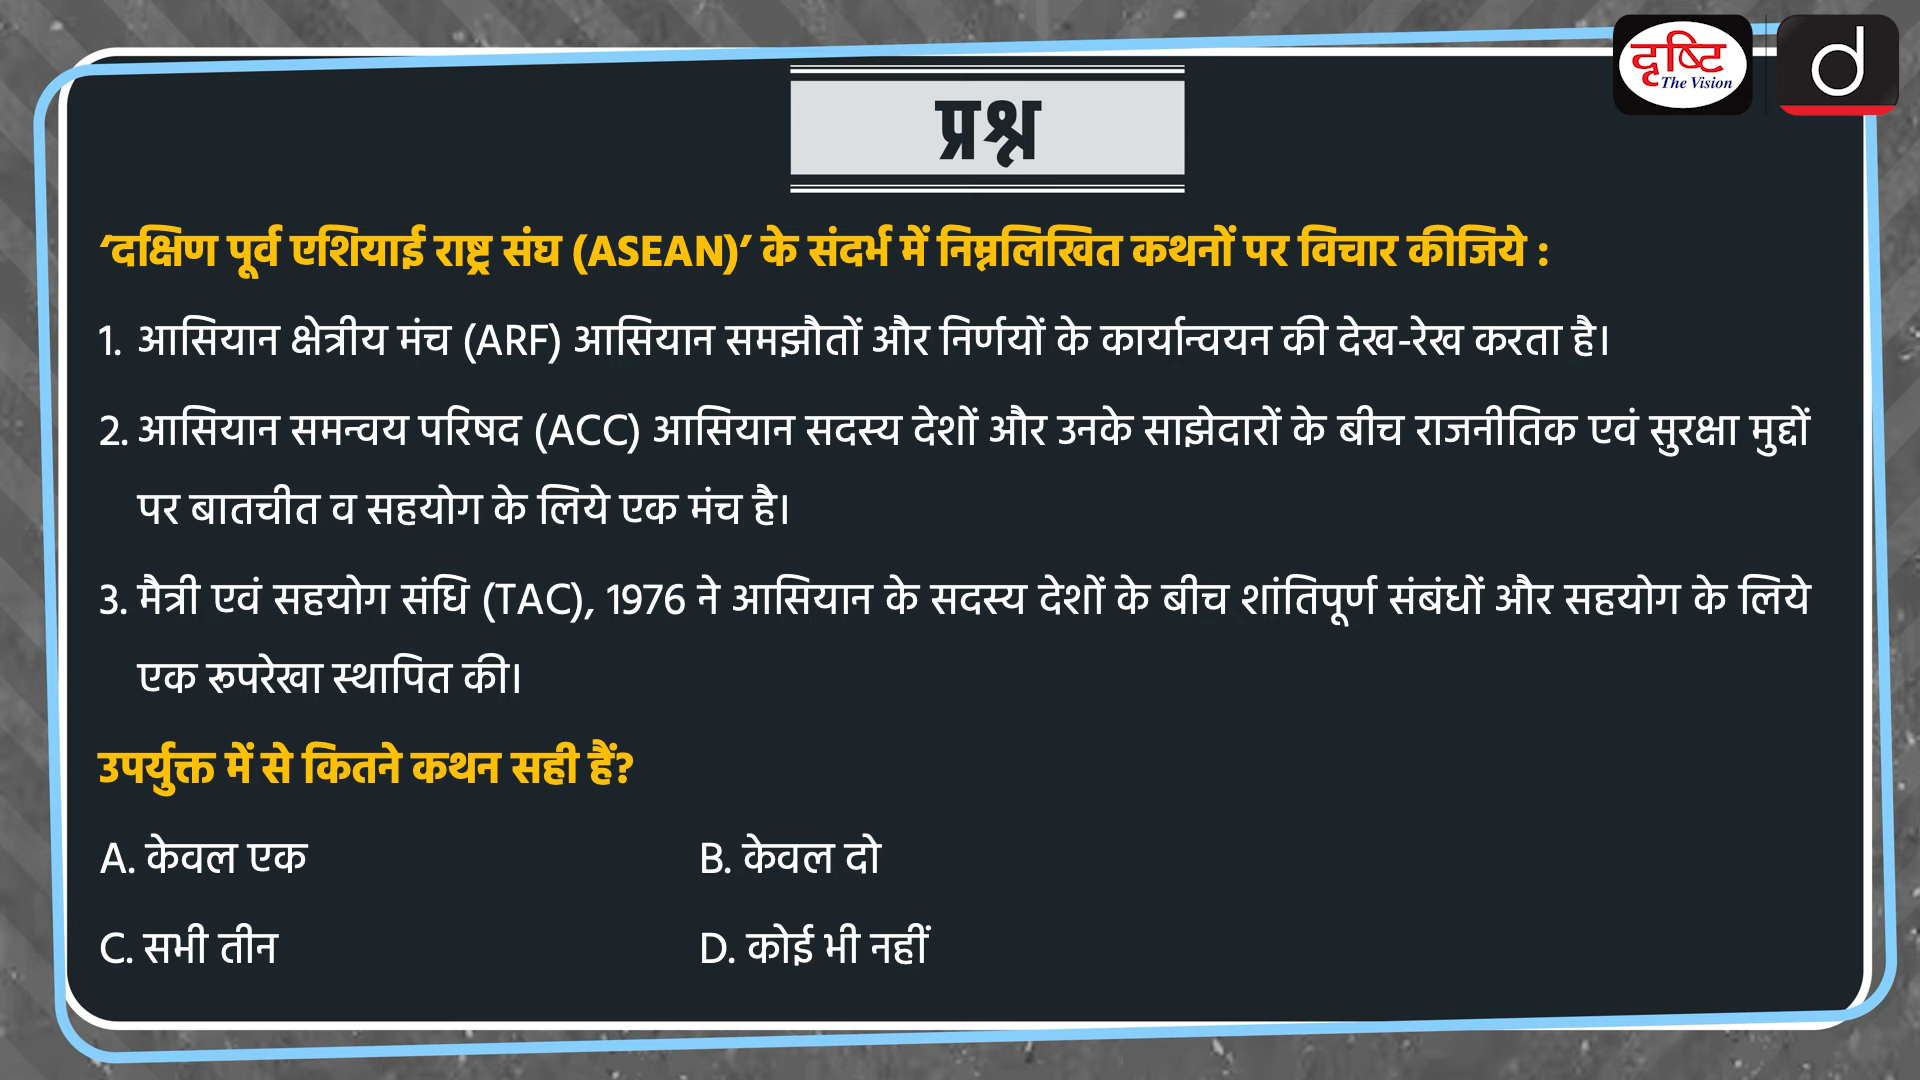 दृष्टि
The Vision
d
प्रश्न
‘दक्षिण पूर्व एशियाई राष्ट्र संघ (ASEAN)’ के संदर्भ में निम्नलिखित कथनों पर विचार कीजिये :
1. आसियान क्षेत्रीय मंच (ARF) आसियान समझौतों और निर्णयों के कार्यान्वयन की देख-रेख करता है।
2. आसियान समन्वय परिषद (ACC) आसियान सदस्य देशों और उनके साझेदारों के बीच राजनीतिक एवं सुरक्षा मुद्दों
पर बातचीत व सहयोग के लिये एक मंच है।
3. मैत्री एवं सहयोग संधि (TAC), 1976 ने आसियान के सदस्य देशों के बीच शांतिपूर्ण संबंधों और सहयोग के लिये
एक रूपरेखा स्थापित की।
उपर्युक्त में से कितने कथन सही हैं?
A. केवल एक B. केवल दो
C. सभी तीन D. कोई भी नहीं